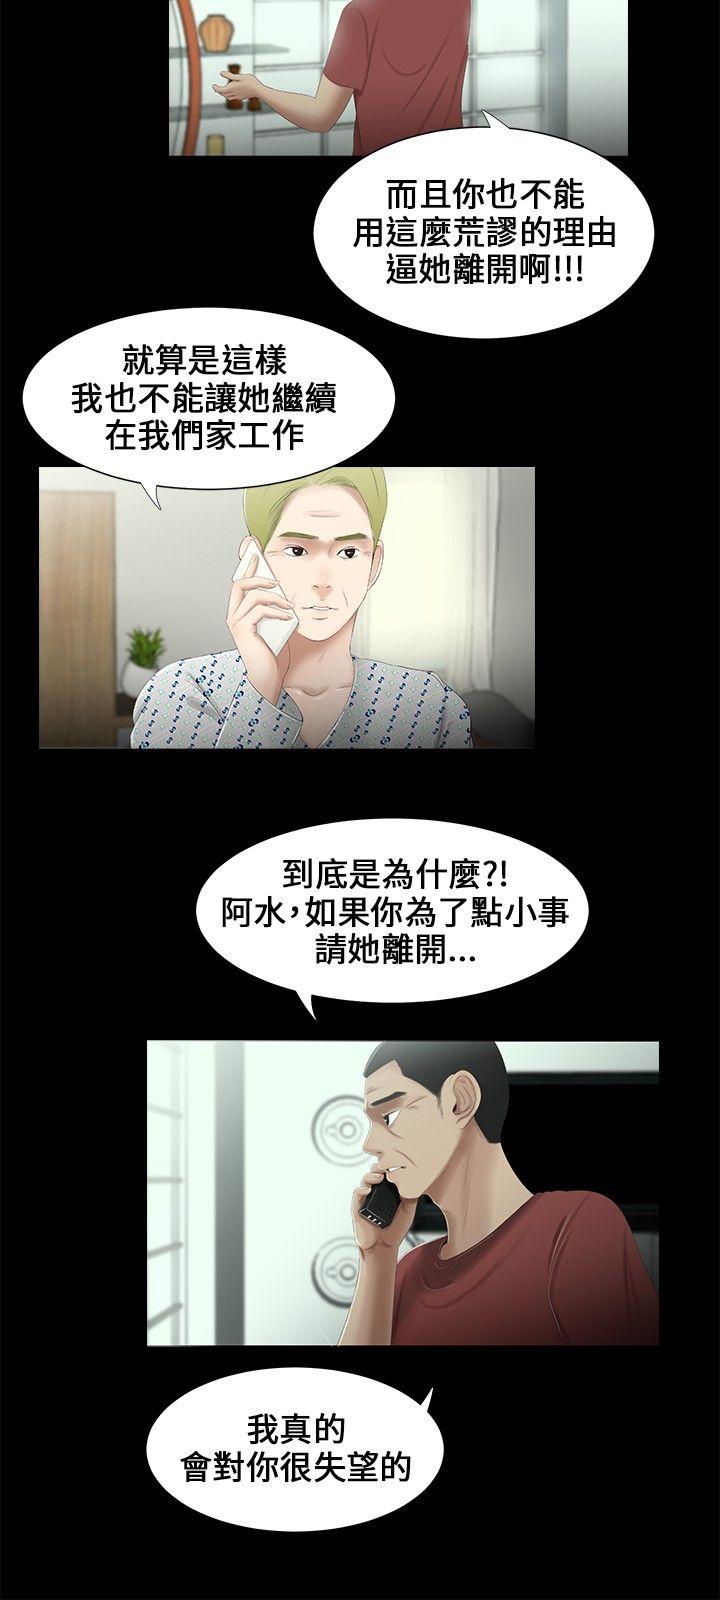 而且你也不能
用這麼荒謬的理由
逼她離開啊!!!
就算是這樣
我也不能讓她繼續
在我們家工作
到底是為什麼?!
阿水，如果你為了點小事
請她離開...
我真的
會對你很失望的